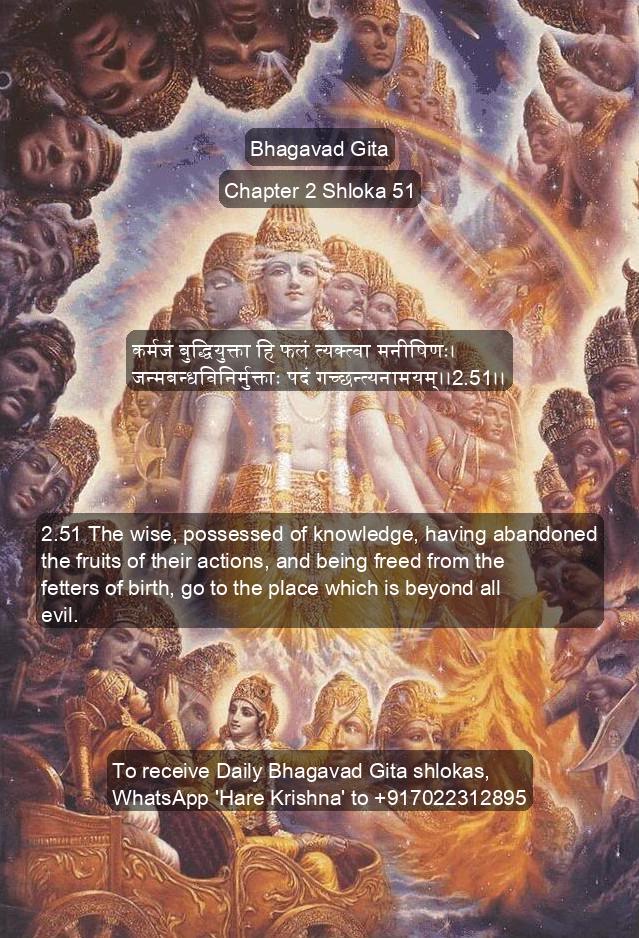 Bhagavad Gita
Chapter 2 Shloka 51
कर्मजं बुद्धियुक्ता हि फलं त्यक्त्वा मनीषिणः।
जन्मबन्धविनिर्मुक्ताः पदं गच्छन्त्यनामयम्।।2.51।।
2.51 The wise, possessed of knowledge, having abandoned
the fruits of their actions, and being freed from the
fetters of birth, go to the place which is beyond all
evil.
To receive Daily Bhagavad Gita shlokas,
WhatsApp 'Hare Krishna' to +917022312895